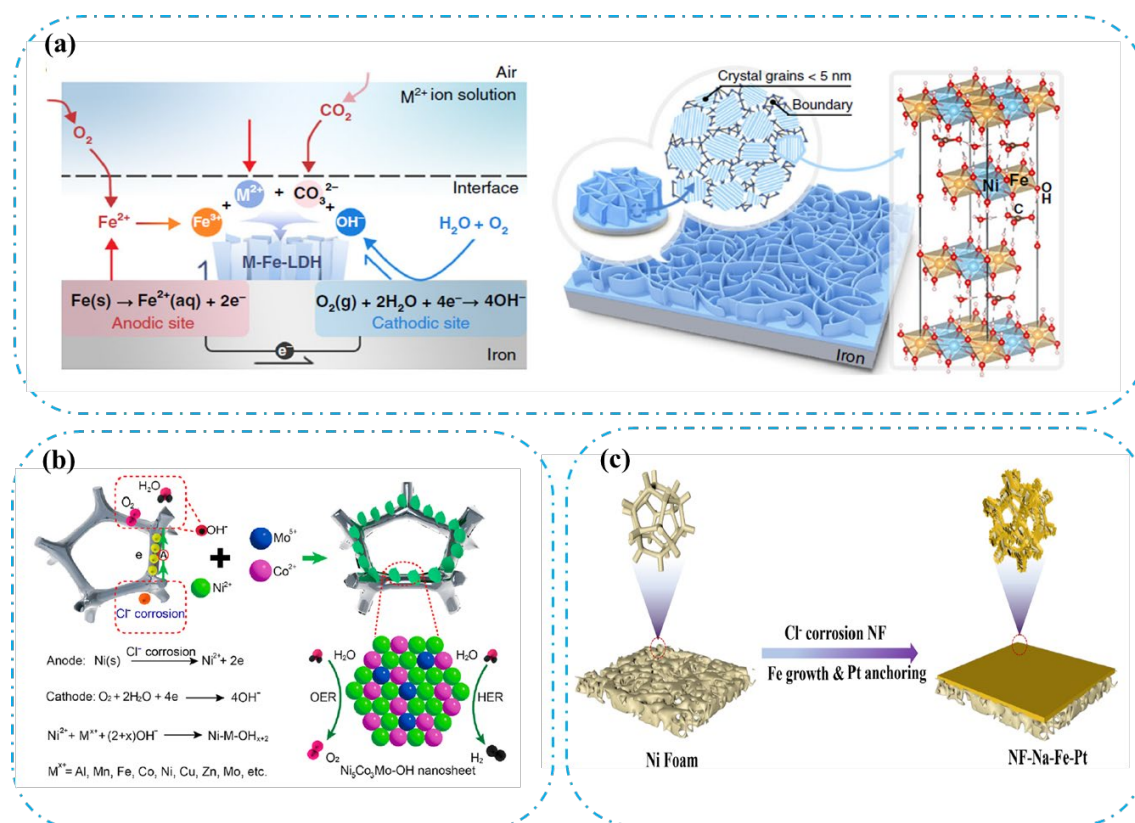 (a)
Air
M²⁺ ion solution
CO₂
O₂
Interface
M²⁺
+
+ CO₃²⁻
+
Fe²⁺
Fe³⁺
OH⁻
H₂O + O₂
M-Fe-LDH
Fe(s) → Fe²⁺(aq) + 2e⁻
Anodic site
O₂(g) + 2H₂O + 4e⁻→ 4OH⁻
Cathodic site
e⁻
Iron
Crystal grains < 5 nm
Boundary
Iron
Ni
Fe
O
H
C
(b)
H₂O
O₂
OH⁻
e
A
Cl⁻ corrosion
+
Mo⁵⁺
Co²⁺
Ni²⁺
Anode: Ni(s) Cl⁻ corrosion → Ni²⁺+ 2e
Cathode: O₂ + 2H₂O + 4e → 4OH⁻
Ni²⁺+ Mˣ⁺+ (2+x)OH⁻ → Ni-M-OHₓ₊₂
Mˣ⁺= Al, Mn, Fe, Co, Ni, Cu, Zn, Mo, etc.
H₂O
OER
O₂
H₂O
HER
H₂
Ni₅Co₃Mo-OH nanosheet
(c)
Cl⁻ corrosion NF
Fe growth & Pt anchoring
Ni Foam
NF-Na-Fe-Pt